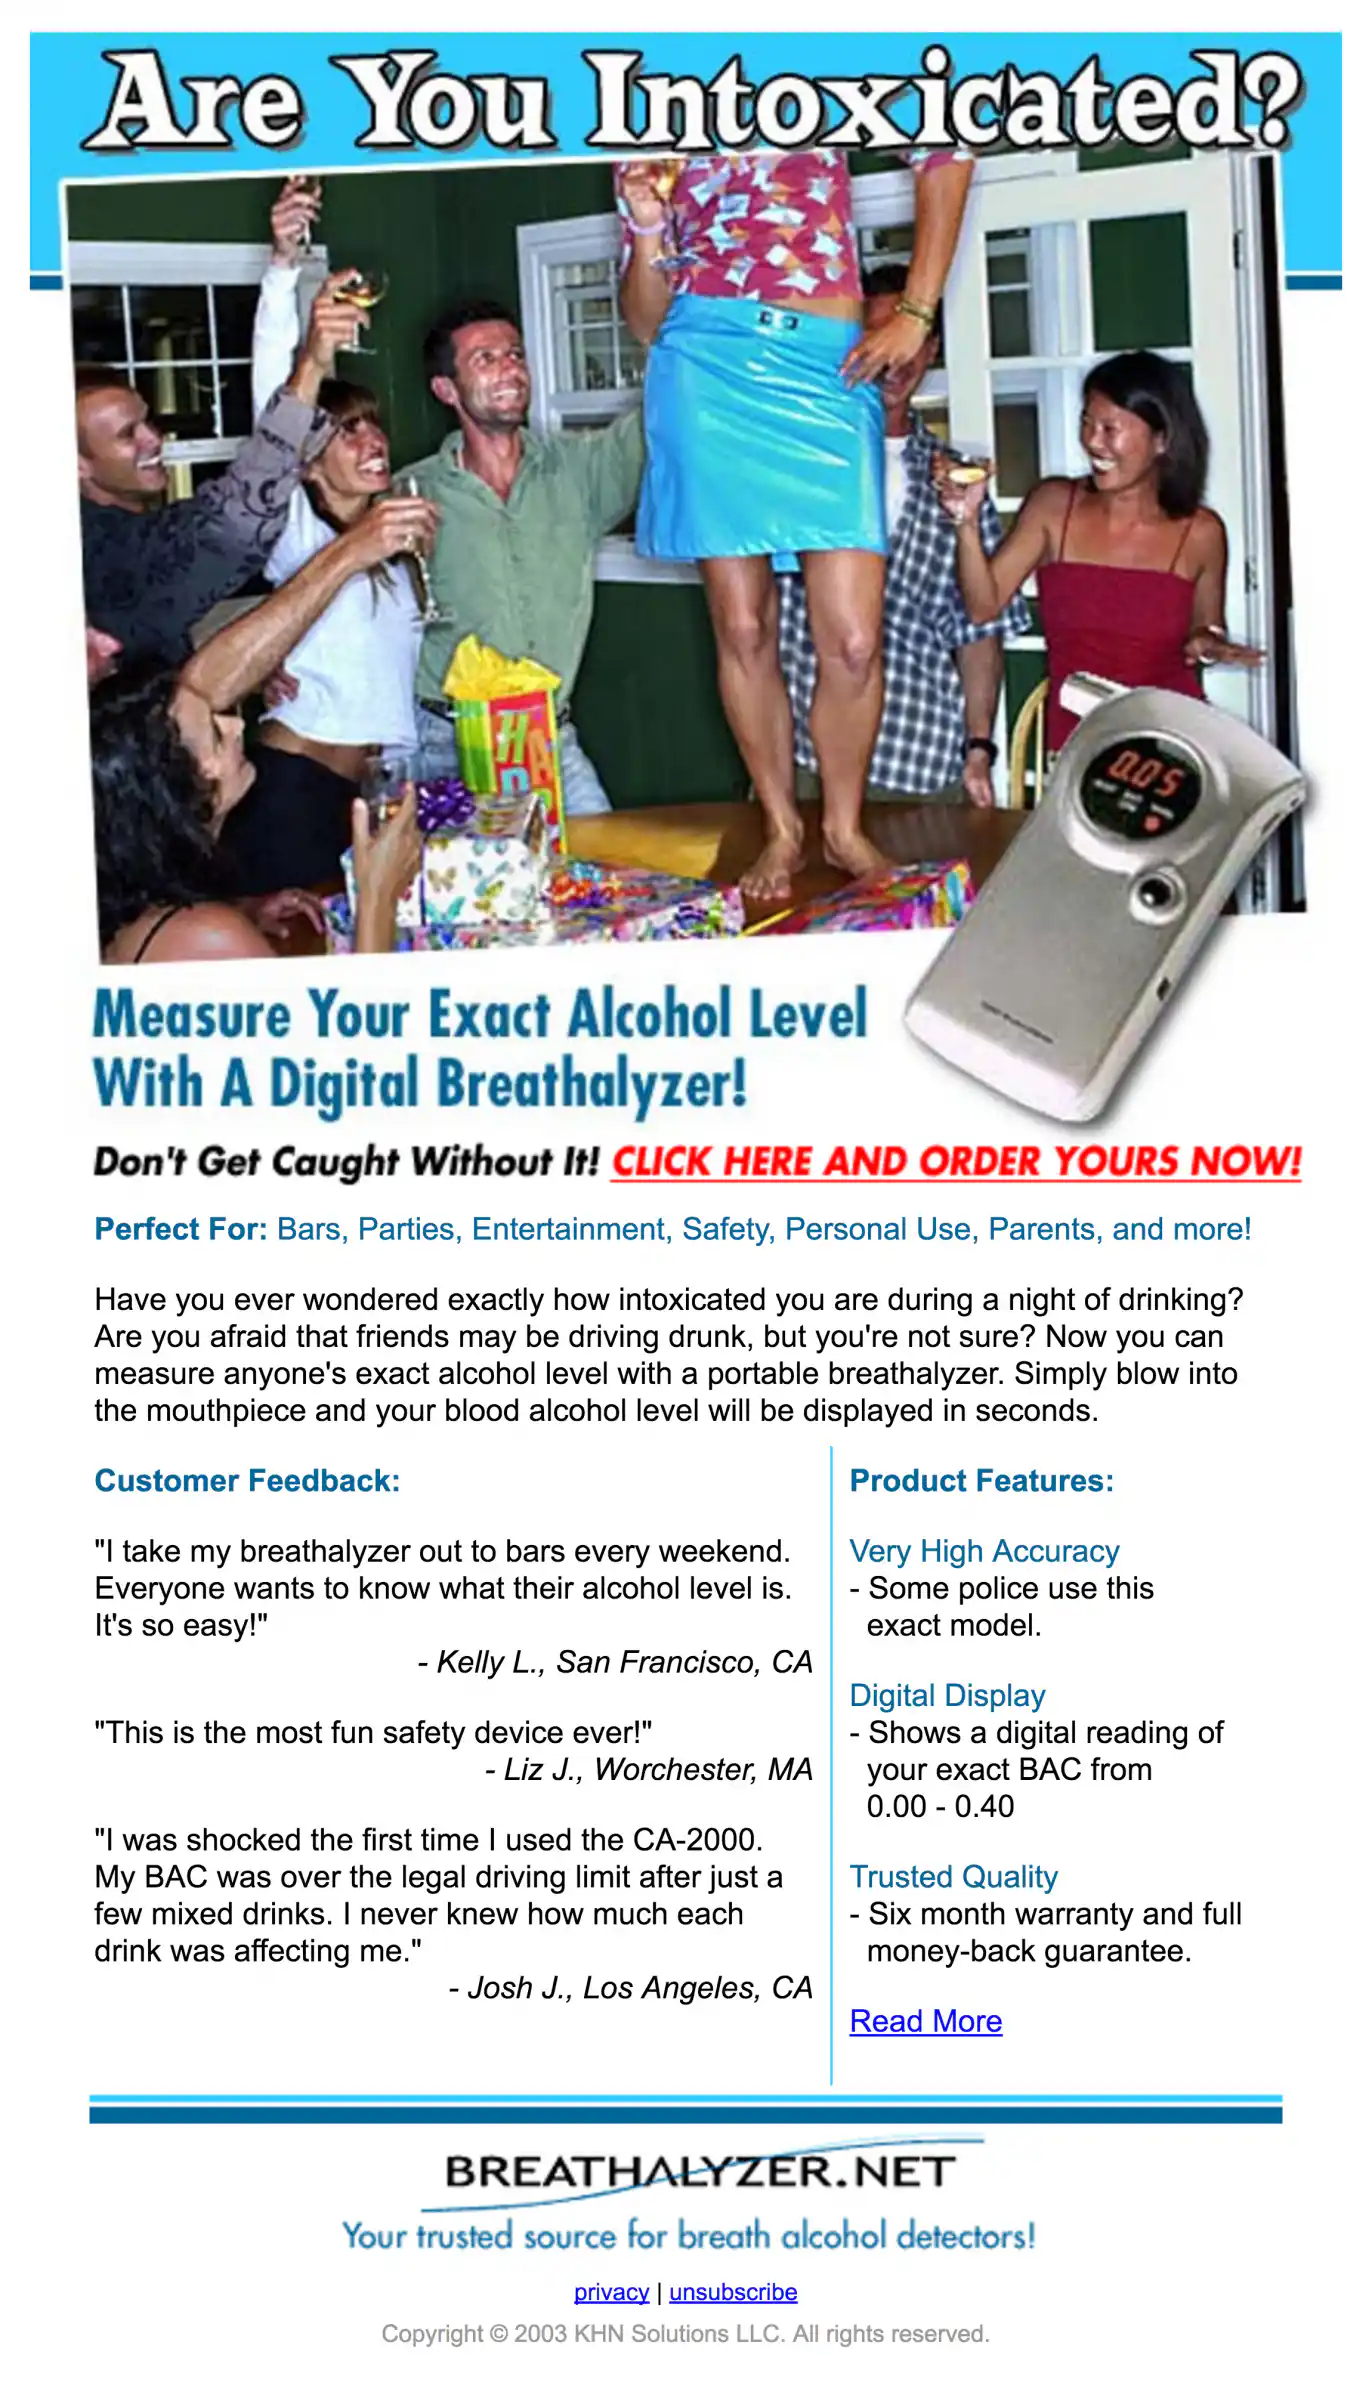 Are You Intoxicated?
HA
0.05
Measure Your Exact Alcohol Level
With A Digital Breathalyzer!
Don't Get Caught Without It! CLICK HERE AND ORDER YOURS NOW!
Perfect For: Bars, Parties, Entertainment, Safety, Personal Use, Parents, and more!
Have you ever wondered exactly how intoxicated you are during a night of drinking?
Are you afraid that friends may be driving drunk, but you're not sure? Now you can
measure anyone's exact alcohol level with a portable breathalyzer. Simply blow into
the mouthpiece and your blood alcohol level will be displayed in seconds.
Customer Feedback:
"I take my breathalyzer out to bars every weekend.
Everyone wants to know what their alcohol level is.
It's so easy!"
- Kelly L., San Francisco, CA
"This is the most fun safety device ever!"
- Liz J., Worchester, MA
"I was shocked the first time I used the CA-2000.
My BAC was over the legal driving limit after just a
few mixed drinks. I never knew how much each
drink was affecting me."
- Josh J., Los Angeles, CA
Product Features:
Very High Accuracy
- Some police use this
exact model.
Digital Display
- Shows a digital reading of
your exact BAC from
0.00 - 0.40
Trusted Quality
- Six month warranty and full
money-back guarantee.
Read More
BREATHALYZER.NET
Your trusted source for breath alcohol detectors!
privacy | unsubscribe
Copyright © 2003 KHN Solutions LLC. All rights reserved.